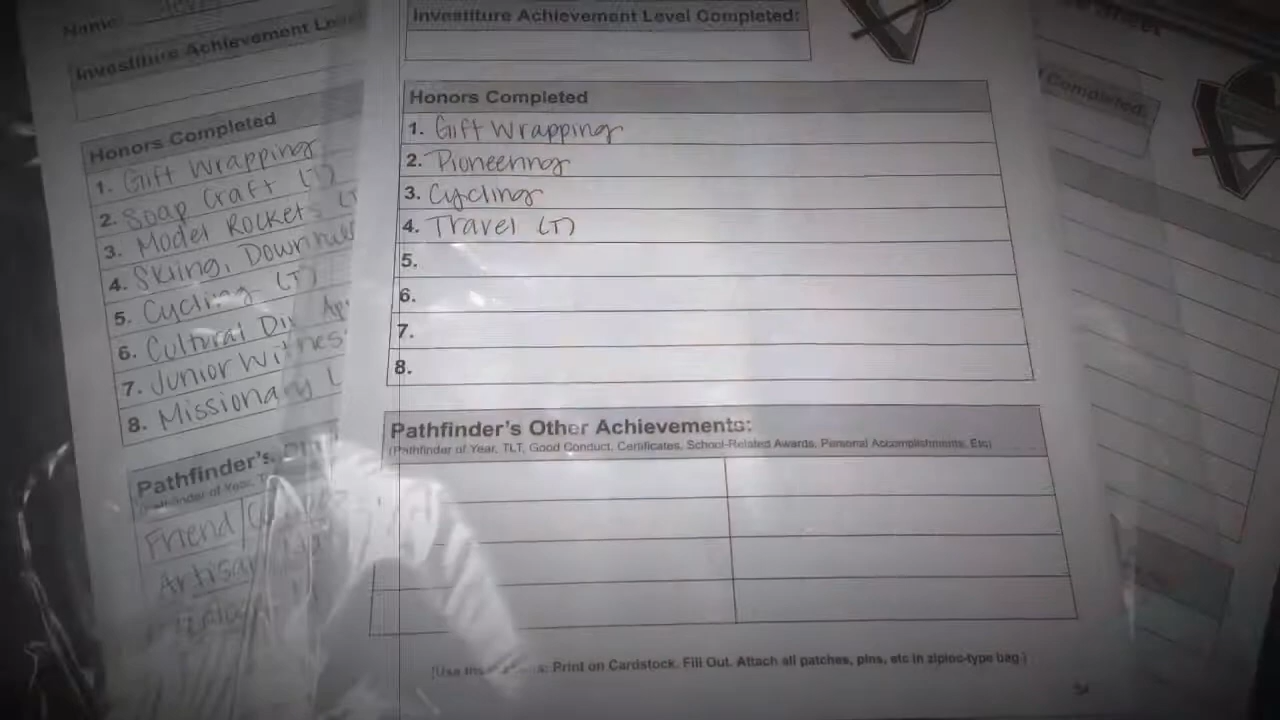 Name
Investiture Achievement Level
Honors Completed
1. Gift Wrapping
2. Soap Craft (T)
3. Model Rocket
4. Skiing, Downhill
5. Cycling (T)
6. Cultural Div
7. Junior Witness
8. Missionary L
Pathfinder's
Friend
Artisan
Investiture Achievement Level Completed:
Honors Completed
1. Gift Wrapping
2. Pioneering
3. Cycling
4. Travel (T)
5.
6.
7.
8.
Pathfinder's Other Achievements:
(Pathfinder of Year, TLT, Good Conduct, Certificates, School-Related Awards, Personal Accomplishments, Etc)
Print on Cardstock. Fill Out. Attach all patches, pins, etc in ziploc-type bag.)
Completed: